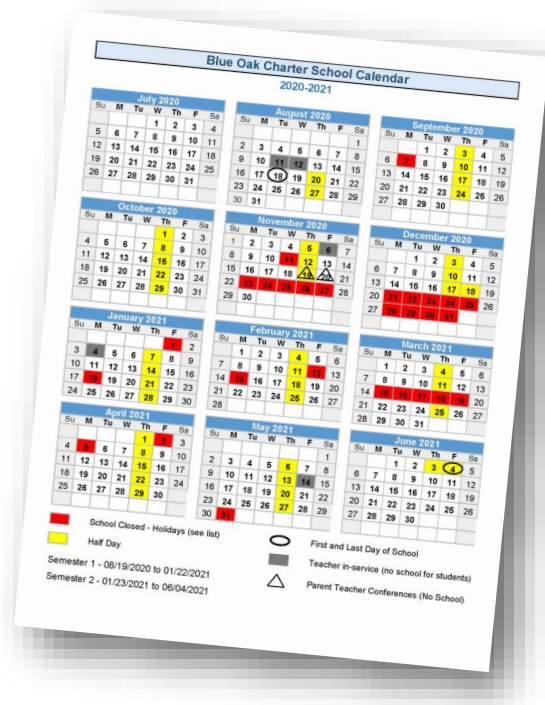 Blue Oak Charter School Calendar
2020-2021
July 2020
Su M Tu W Th F Sa
1 2 3 4
5 6 7 8 9 10 11
12 13 14 15 16 17 18
19 20 21 22 23 24 25
26 27 28 29 30 31
August 2020
Su M Tu W Th F Sa
1
2 3 4 5 6 7 8
9 10 11 12 13 14 15
16 17 18 19 20 21 22
23 24 25 26 27 28 29
30 31
September 2020
Su M Tu W Th F Sa
1 2 3 4 5
6 7 8 9 10 11 12
13 14 15 16 17 18 19
20 21 22 23 24 25 26
27 28 29 30
October 2020
Su M Tu W Th F Sa
1 2 3
4 5 6 7 8 9 10
11 12 13 14 15 16 17
18 19 20 21 22 23 24
25 26 27 28 29 30 31
November 2020
Su M Tu W Th F Sa
1 2 3 4 5 6 7
8 9 10 11 12 13 14
15 16 17 18 19 20 21
22 23 24 25 26 27 28
29 30
December 2020
Su M Tu W Th F Sa
1 2 3 4 5
6 7 8 9 10 11 12
13 14 15 16 17 18 19
20 21 22 23 24 25 26
27 28 29 30 31
January 2021
Su M Tu W Th F Sa
1 2
3 4 5 6 7 8 9
10 11 12 13 14 15 16
17 18 19 20 21 22 23
24 25 26 27 28 29 30
February 2021
Su M Tu W Th F Sa
1 2 3 4 5 6
7 8 9 10 11 12 13
14 15 16 17 18 19 20
21 22 23 24 25 26 27
28
March 2021
Su M Tu W Th F Sa
1 2 3 4 5 6
7 8 9 10 11 12 13
14 15 16 17 18 19 20
21 22 23 24 25 26 27
28 29 30 31
April 2021
Su M Tu W Th F Sa
1 2 3
4 5 6 7 8 9 10
11 12 13 14 15 16 17
18 19 20 21 22 23 24
25 26 27 28 29 30
May 2021
Su M Tu W Th F Sa
1
2 3 4 5 6 7 8
9 10 11 12 13 14 15
16 17 18 19 20 21 22
23 24 25 26 27 28 29
30 31
June 2021
Su M Tu W Th F Sa
1 2 3 4 5
6 7 8 9 10 11 12
13 14 15 16 17 18 19
20 21 22 23 24 25 26
27 28 29 30
School Closed - Holidays (see list)
Half Day
First and Last Day of School
Teacher in-service (no school for students)
Parent Teacher Conferences (No School)
Semester 1 - 08/19/2020 to 01/22/2021
Semester 2 - 01/23/2021 to 06/04/2021